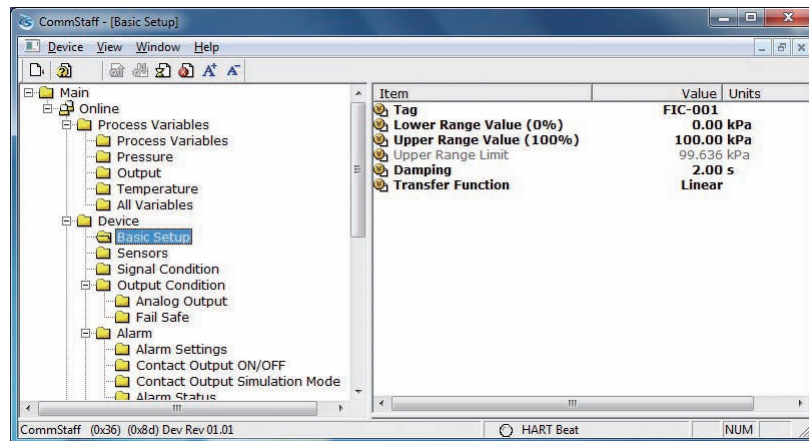 CommStaff - [Basic Setup]
Device View Window Help
A+ A-
Main
Online
Process Variables
Process Variables
Pressure
Output
Temperature
All Variables
Device
Basic Setup
Sensors
Signal Condition
Output Condition
Analog Output
Fail Safe
Alarm
Alarm Settings
Contact Output ON/OFF
Contact Output Simulation Mode
Alarm Status
Item Value Units
Tag FIC-001
Lower Range Value (0%) 0.00 kPa
Upper Range Value (100%) 100.00 kPa
Upper Range Limit 99.636 kPa
Damping 2.00 s
Transfer Function Linear
CommStaff (0x36) (0x8d) Dev Rev 01.01 HART Beat NUM